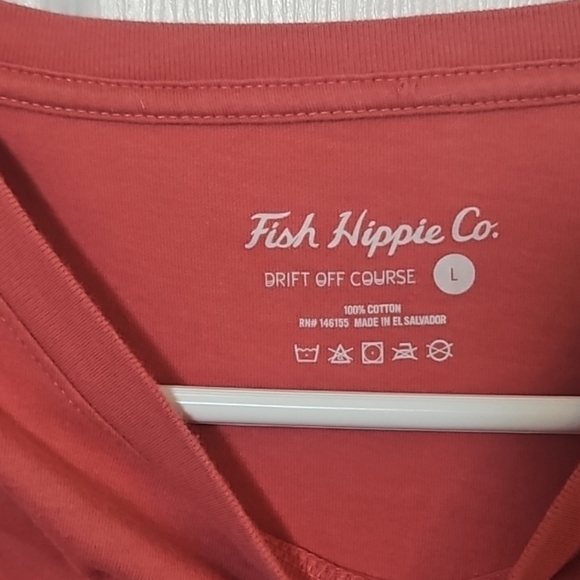 Fish Hippie Co.
DRIFT OFF COURSE L
100% COTTON
RN# 146155 MADE IN EL SALVADOR